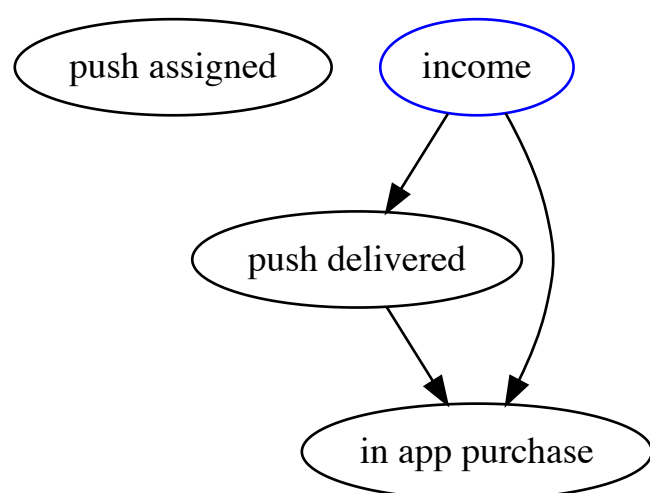 push assigned
income
push delivered
in app purchase